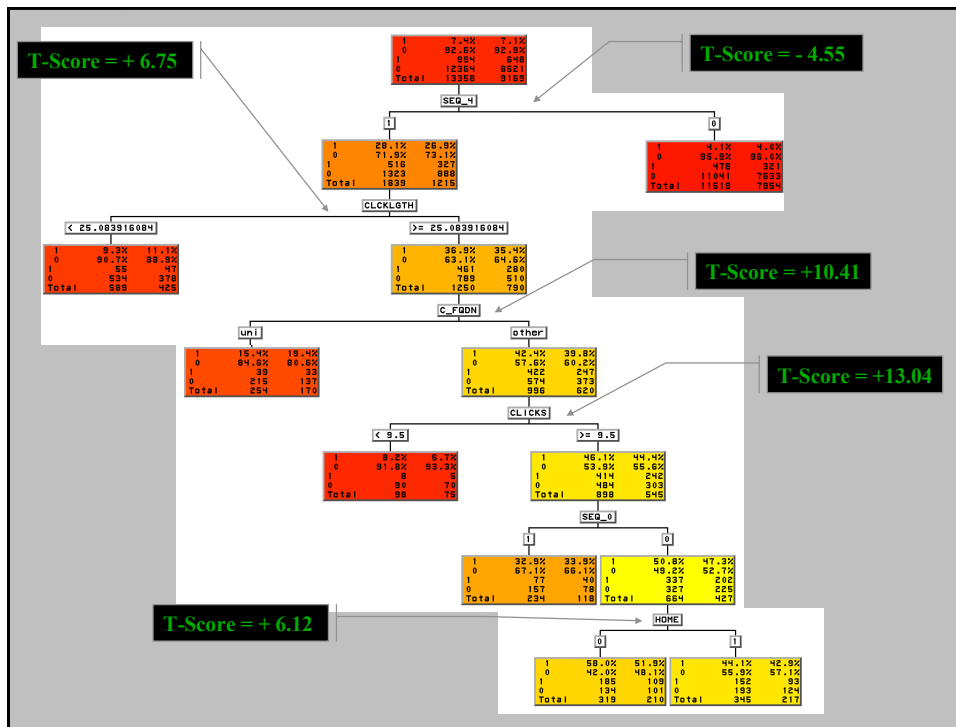 T-Score = + 6.75
T-Score = - 4.55
1 7.4% 7.1%
0 92.6% 92.9%
1 994 648
0 12364 8521
Total 13358 9169
SEQ_4
1
0
1 28.1% 26.9%
0 71.9% 73.1%
1 516 327
0 1323 888
Total 1839 1215
1 4.1% 4.0%
0 95.9% 96.0%
1 478 321
0 11041 7633
Total 11519 7954
CLCKLGTH
< 25.083916084
>= 25.083916084
1 9.3% 11.1%
0 90.7% 88.9%
1 55 47
0 534 378
Total 589 425
1 36.9% 35.4%
0 63.1% 64.6%
1 461 280
0 789 510
Total 1250 790
T-Score = +10.41
C_FQDN
uni
other
1 15.4% 19.4%
0 84.6% 80.6%
1 39 33
0 215 137
Total 254 170
1 42.4% 39.8%
0 57.6% 60.2%
1 422 247
0 574 373
Total 996 620
T-Score = +13.04
CLICKS
< 9.5
>= 9.5
1 8.2% 6.7%
0 91.8% 93.3%
1 8 5
0 90 70
Total 98 75
1 46.1% 44.4%
0 53.9% 55.6%
1 414 242
0 484 303
Total 898 545
SEQ_0
1
0
1 32.9% 33.9%
0 67.1% 66.1%
1 77 40
0 157 78
Total 234 118
1 50.8% 47.3%
0 49.2% 52.7%
1 337 202
0 327 225
Total 664 427
T-Score = + 6.12
HOME
0
1
1 58.0% 51.9%
0 42.0% 48.1%
1 185 109
0 134 101
Total 319 210
1 44.1% 42.9%
0 55.9% 57.1%
1 152 93
0 193 124
Total 345 217